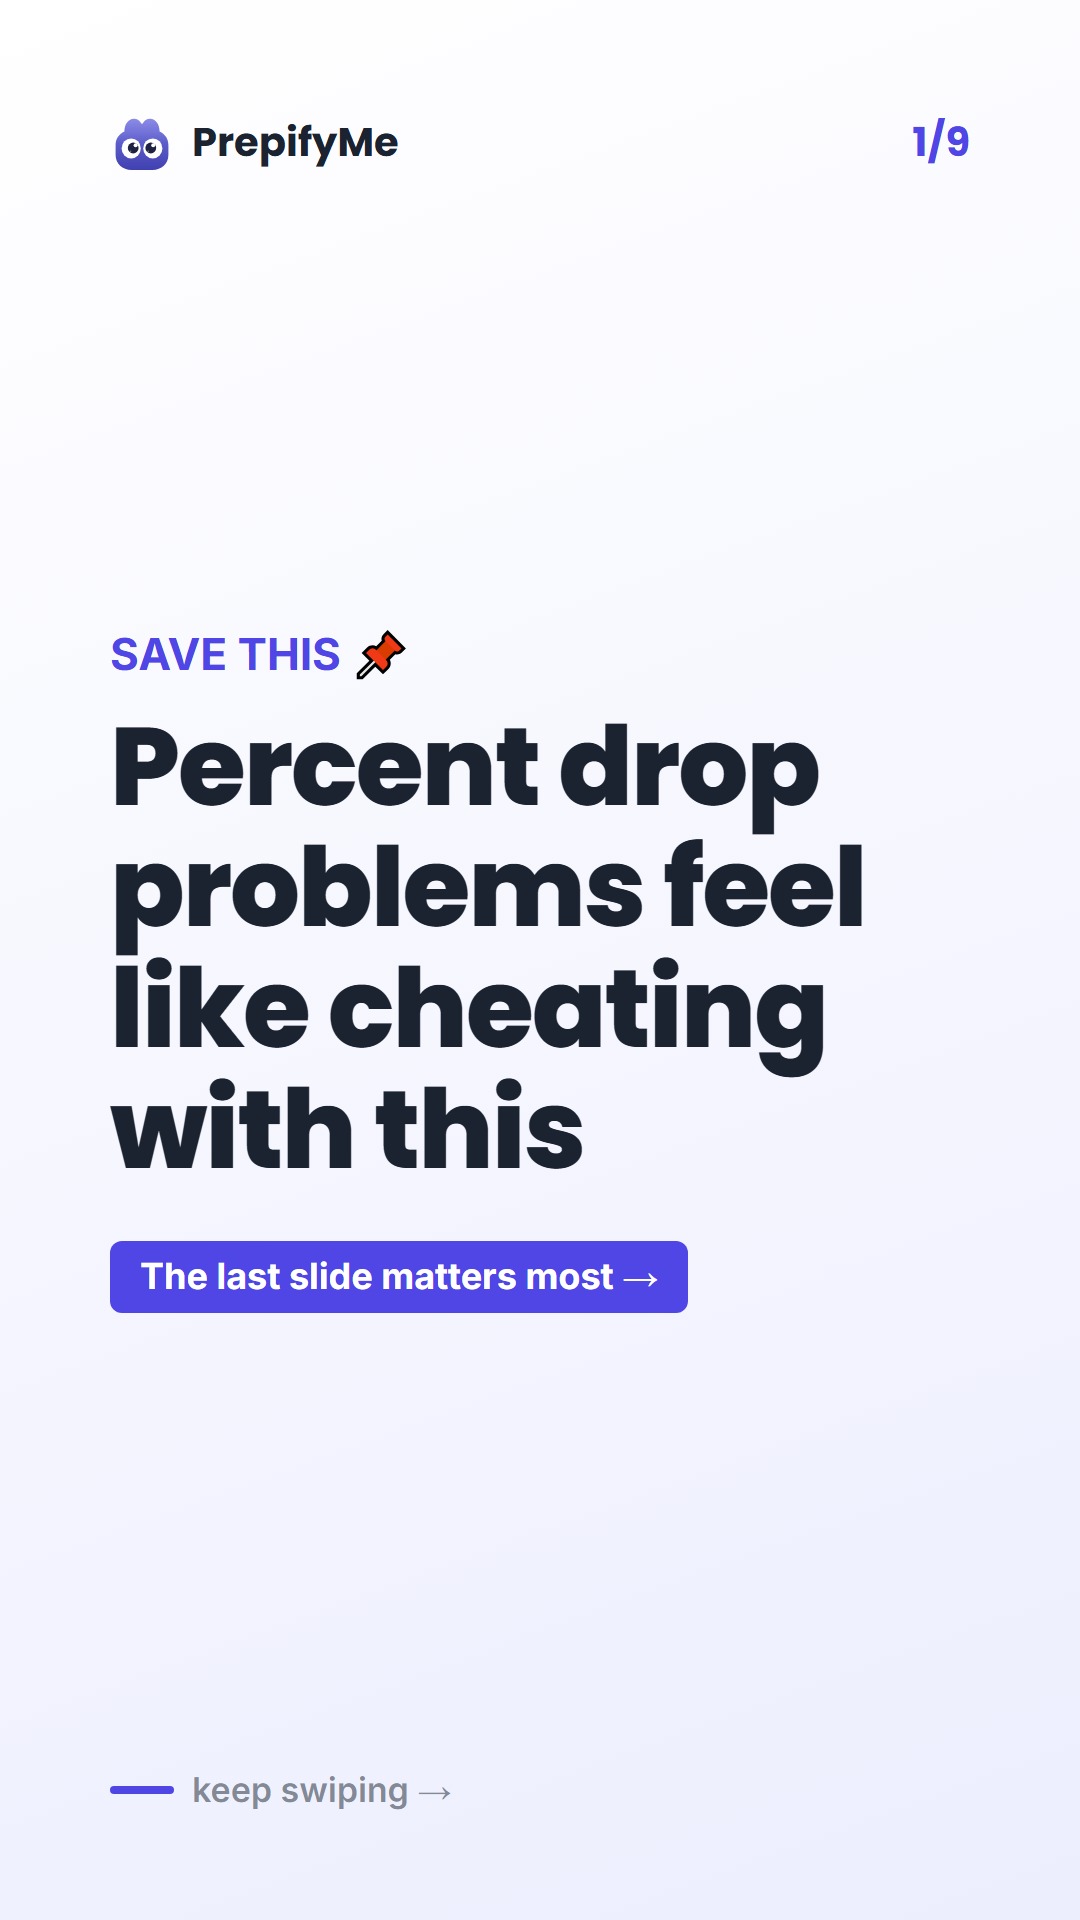 PrepifyMe
1/9
SAVE THIS 📌
Percent drop
problems feel
like cheating
with this
The last slide matters most →
keep swiping →